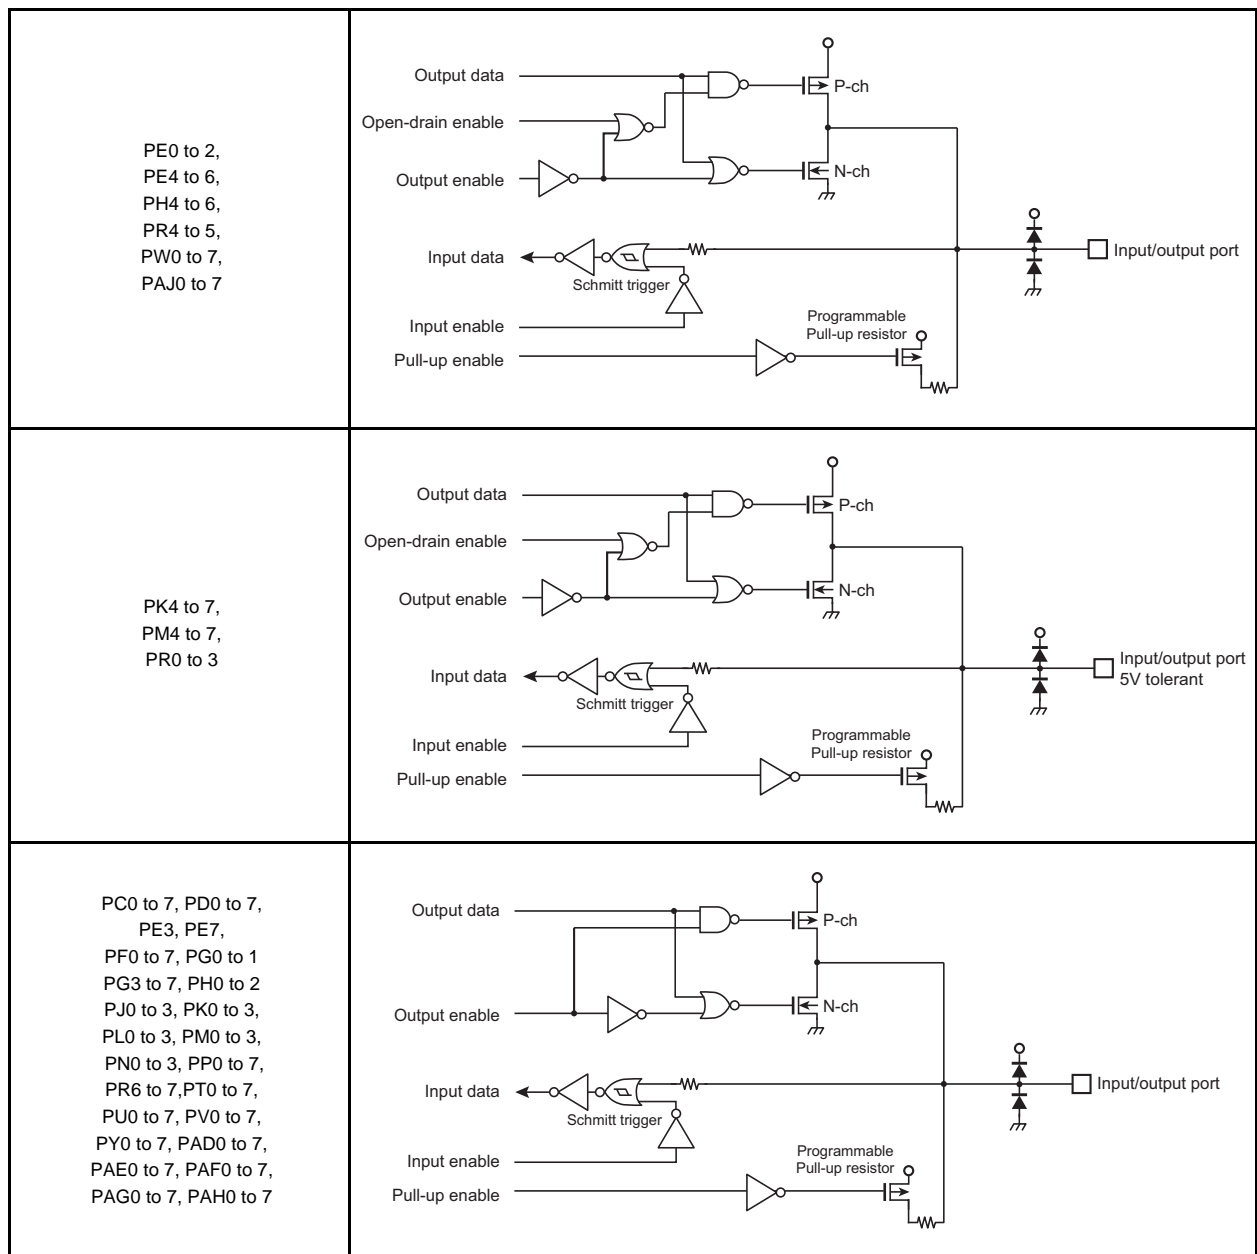 PE0 to 2,
PE4 to 6,
PH4 to 6,
PR4 to 5,
PW0 to 7,
PAJ0 to 7
Output data
Open-drain enable
Output enable
Input data
Schmitt trigger
Input enable
Pull-up enable
P-ch
N-ch
Programmable
Pull-up resistor
Input/output port
PK4 to 7,
PM4 to 7,
PR0 to 3
Output data
Open-drain enable
Output enable
Input data
Schmitt trigger
Input enable
Pull-up enable
P-ch
N-ch
Programmable
Pull-up resistor
Input/output port
5V tolerant
PC0 to 7, PD0 to 7,
PE3, PE7,
PF0 to 7, PG0 to 1
PG3 to 7, PH0 to 2
PJ0 to 3, PK0 to 3,
PL0 to 3, PM0 to 3,
PN0 to 3, PP0 to 7,
PR6 to 7,PT0 to 7,
PU0 to 7, PV0 to 7,
PY0 to 7, PAD0 to 7,
PAE0 to 7, PAF0 to 7,
PAG0 to 7, PAH0 to 7
Output data
Output enable
Input data
Schmitt trigger
Input enable
Pull-up enable
P-ch
N-ch
Programmable
Pull-up resistor
Input/output port